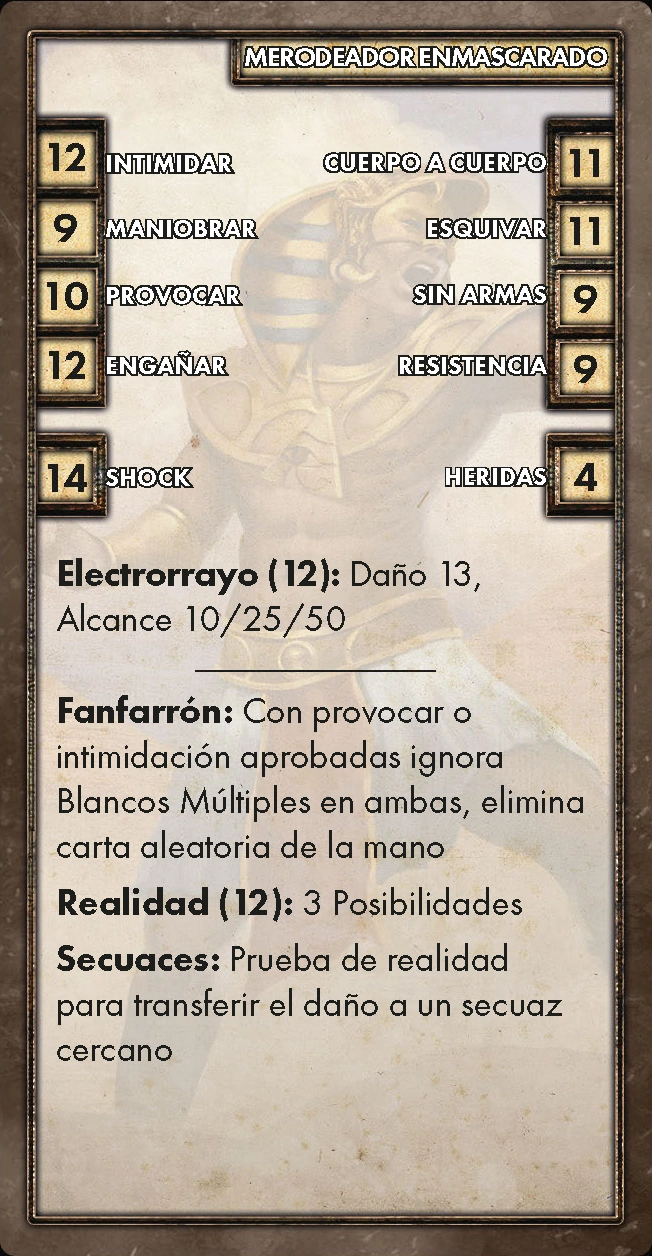 MERODEADOR ENMASCARADO
12 INTIMIDAR CUERPO A CUERPO 11
9 MANIOBRAR ESQUIVAR 11
10 PROVOCAR SIN ARMAS 9
12 ENGAÑAR RESISTENCIA 9
14 SHOCK HERIDAS 4
Electrorrayo (12): Daño 13,
Alcance 10/25/50
Fanfarrón: Con provocar o
intimidación aprobadas ignora
Blancos Múltiples en ambas, elimina
carta aleatoria de la mano
Realidad (12): 3 Posibilidades
Secuaces: Prueba de realidad
para transferir el daño a un secuaz
cercano